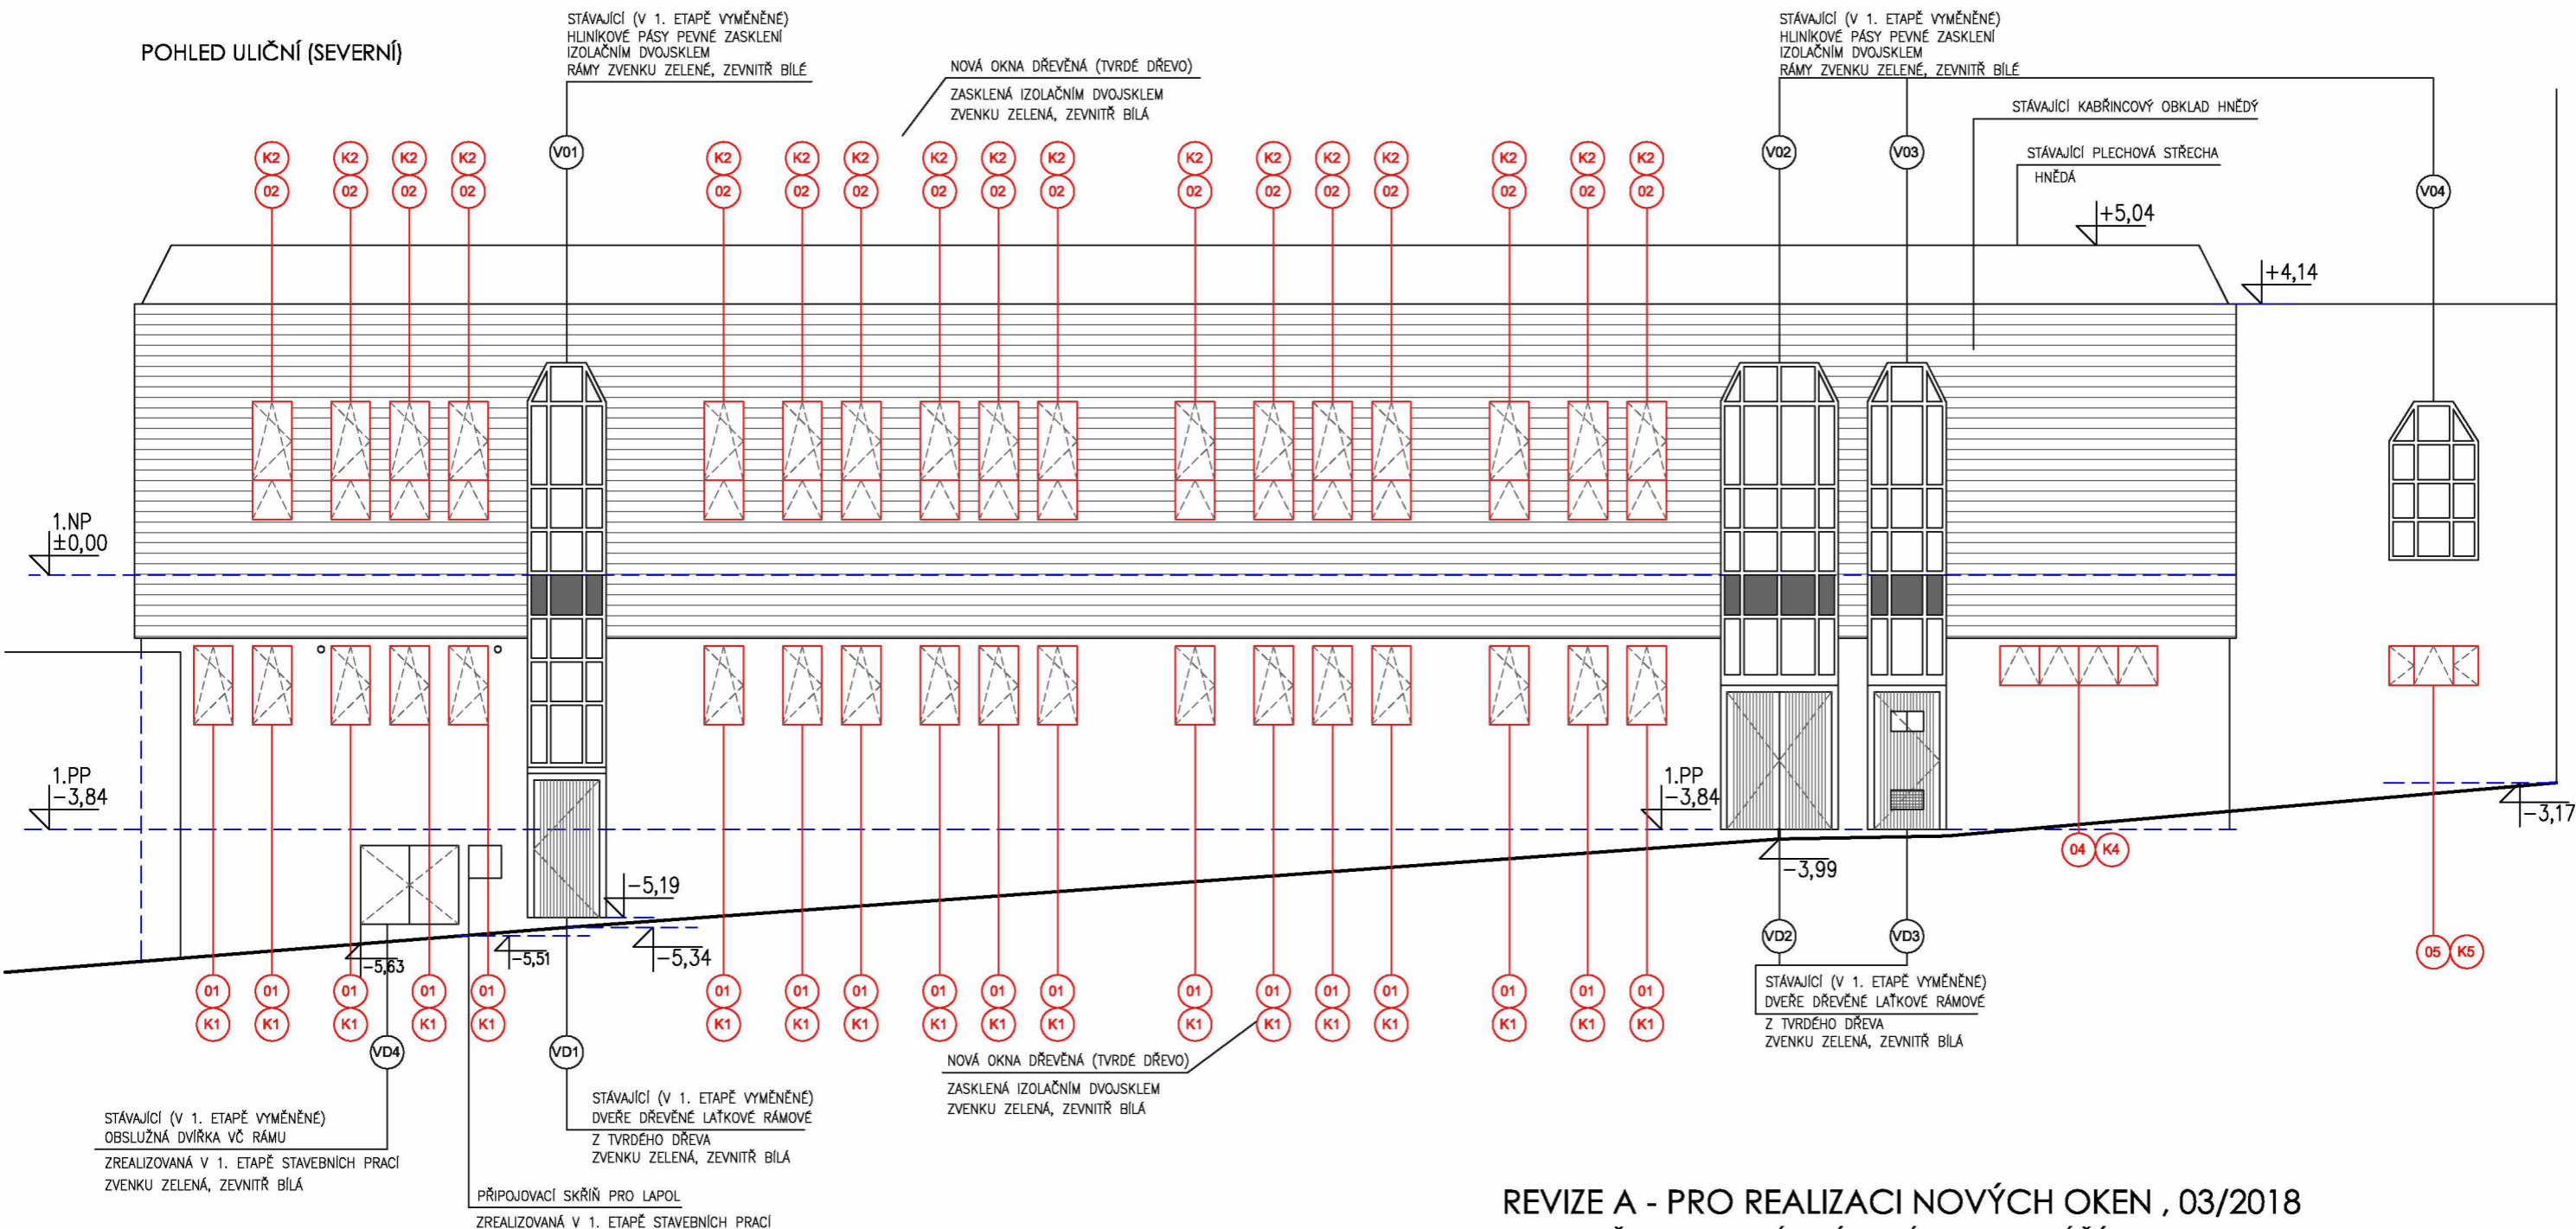 POHLED ULIČNÍ (SEVERNÍ)
STÁVAJÍCÍ (V 1. ETAPĚ VYMĚNĚNÉ)
HLINÍKOVÉ PÁSY PEVNÉ ZASKLENÍ
IZOLAČNÍM DVOJSKLEM
RÁMY ZVENKU ZELENÉ, ZEVNITŘ BÍLÉ
NOVÁ OKNA DŘEVĚNÁ (TVRDÉ DŘEVO)
ZASKLENÁ IZOLAČNÍM DVOJSKLEM
ZVENKU ZELENÁ, ZEVNITŘ BÍLÁ
STÁVAJÍCÍ (V 1. ETAPĚ VYMĚNĚNÉ)
HLINÍKOVÉ PÁSY PEVNÉ ZASKLENÍ
IZOLAČNÍM DVOJSKLEM
RÁMY ZVENKU ZELENÉ, ZEVNITŘ BÍLÉ
STÁVAJÍCÍ KABŘINCOVÝ OBKLAD HNĚDÝ
STÁVAJÍCÍ PLECHOVÁ STŘECHA
HNĚDÁ
K2 K2 K2 K2 V01 K2 K2 K2 K2 K2 K2 K2 K2 K2 K2 K2 K2 K2 V02 V03
02 02 02 02 02 02 02 02 02 02 02 02 02 02 02 02 02 V04
+5,04
+4,14
1.NP
±0,00
1.PP
-3,84
1.PP
-3,84
-3,17
04 K4
-3,99
-5,19
-5,34
-5,51
-5,63
VD2 VD3
05 K5
01 01 01 01 01 01 01 01 01 01 01 01 01 01 01 01 01 01
K1 K1 K1 K1 K1 K1 K1 K1 K1 K1 K1 K1 K1 K1 K1 K1 K1 K1
VD4 VD1
STÁVAJÍCÍ (V 1. ETAPĚ VYMĚNĚNÉ)
DVEŘE DŘEVĚNÉ LAŤKOVÉ RÁMOVÉ
Z TVRDÉHO DŘEVA
ZVENKU ZELENÁ, ZEVNITŘ BÍLÁ
NOVÁ OKNA DŘEVĚNÁ (TVRDÉ DŘEVO)
ZASKLENÁ IZOLAČNÍM DVOJSKLEM
ZVENKU ZELENÁ, ZEVNITŘ BÍLÁ
STÁVAJÍCÍ (V 1. ETAPĚ VYMĚNĚNÉ)
DVEŘE DŘEVĚNÉ LAŤKOVÉ RÁMOVÉ
Z TVRDÉHO DŘEVA
ZVENKU ZELENÁ, ZEVNITŘ BÍLÁ
STÁVAJÍCÍ (V 1. ETAPĚ VYMĚNĚNÉ)
OBSLUŽNÁ DVÍŘKA VČ RÁMU
ZREALIZOVANÁ V 1. ETAPĚ STAVEBNÍCH PRACÍ
ZVENKU ZELENÁ, ZEVNITŘ BÍLÁ
PŘIPOJOVACÍ SKŘÍŇ PRO LAPOL
ZREALIZOVANÁ V 1. ETAPĚ STAVEBNÍCH PRACÍ
REVIZE A - PRO REALIZACI NOVÝCH OKEN , 03/2018